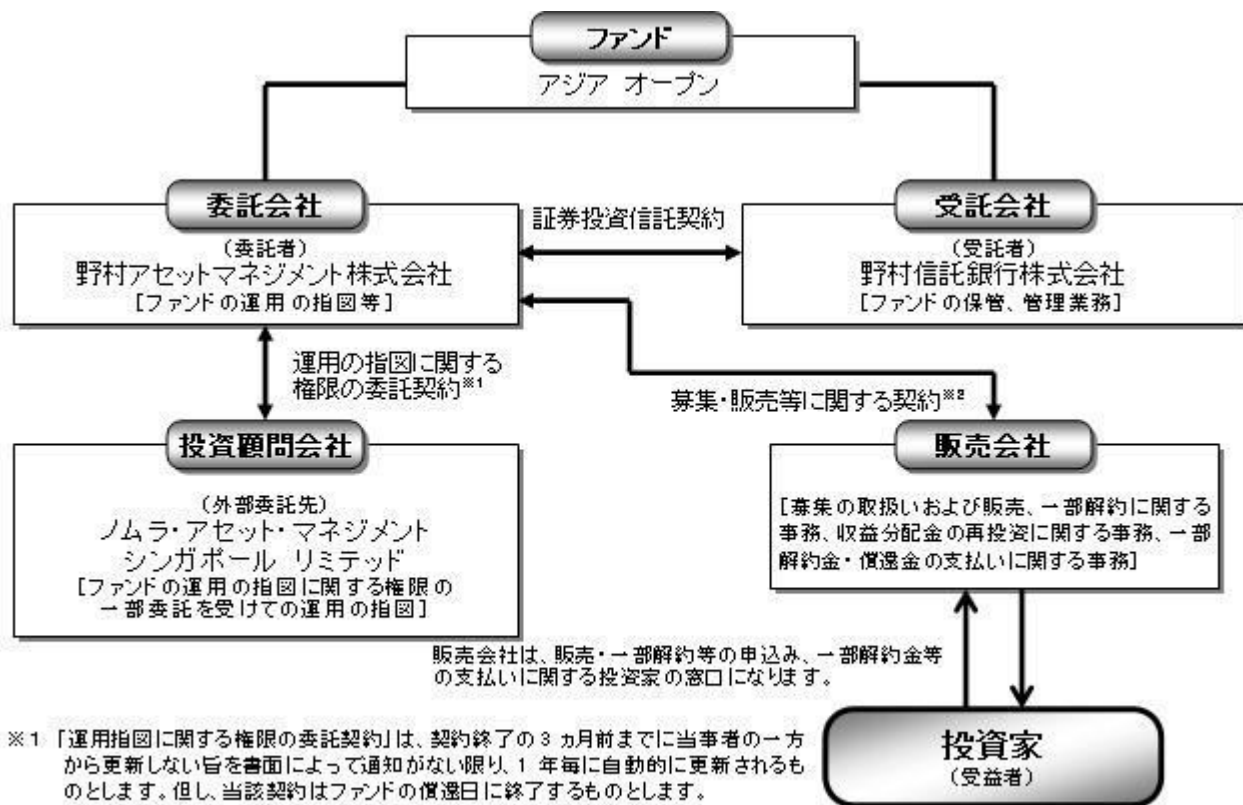 ファンド
アジア オープン
委託会社
(委託者)
野村アセットマネジメント株式会社
[ファンドの運用の指図等]
証券投資信託契約
受託会社
(受託者)
野村信託銀行株式会社
[ファンドの保管、管理業務]
運用の指図に関する
権限の委託契約※1
募集・販売等に関する契約※2
投資顧問会社
(外部委託先)
ノムラ・アセット・マネジメント
シンガポール リミテッド
[ファンドの運用の指図に関する権限の
一部委託を受けての運用の指図]
販売会社
[募集の取扱いおよび販売、一部解約に関する
事務、収益分配金の再投資に関する事務、一部
解約金・償還金の支払いに関する事務]
販売会社は、販売・一部解約等の申込み、一部解約金等
の支払いに関する投資家の窓口になります。
投資家
(受益者)
※1 「運用指図に関する権限の委託契約」は、契約終了の3ヵ月前までに当事者の一方
から更新しない旨を書面によって通知がない限り、1年毎に自動的に更新されるも
のとします。但し、当該契約はファンドの償還日に終了するものとします。